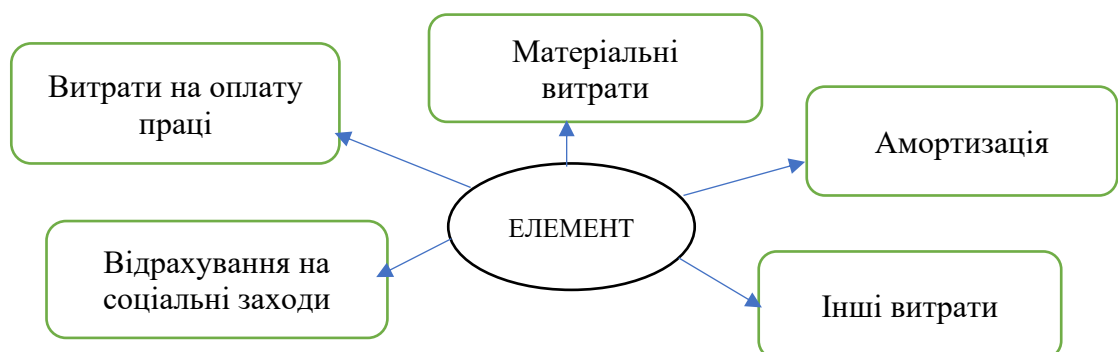 Матеріальні
витрати
Витрати на оплату
праці
Амортизація
ЕЛЕМЕНТ
Відрахування на
соціальні заходи
Інші витрати